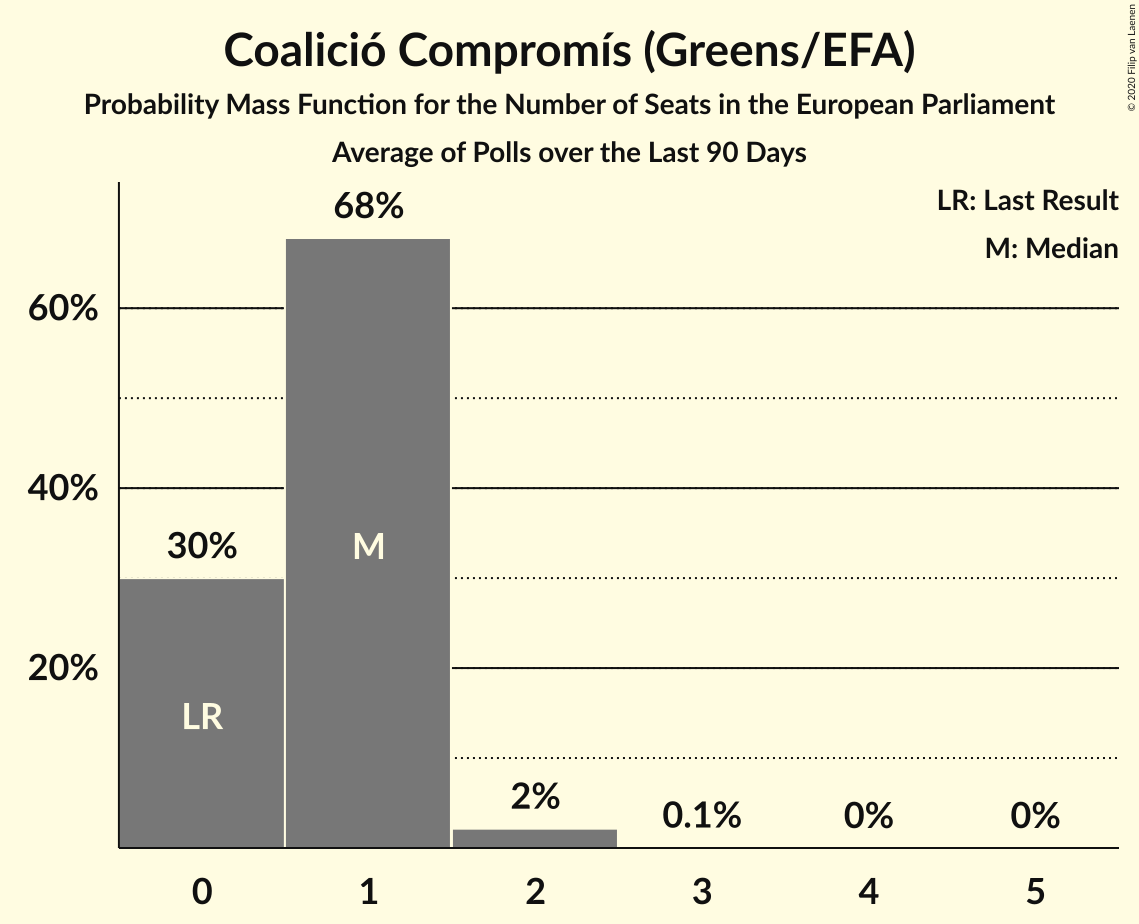 Coalició Compromís (Greens/EFA)
Probability Mass Function for the Number of Seats in the European Parliament
Average of Polls over the Last 90 Days
© 2020 Filip van Laenen
LR: Last Result
M: Median
68%
60%
40%
30%
M
20%
LR
2%
0.1%
0%
0%
0 1 2 3 4 5